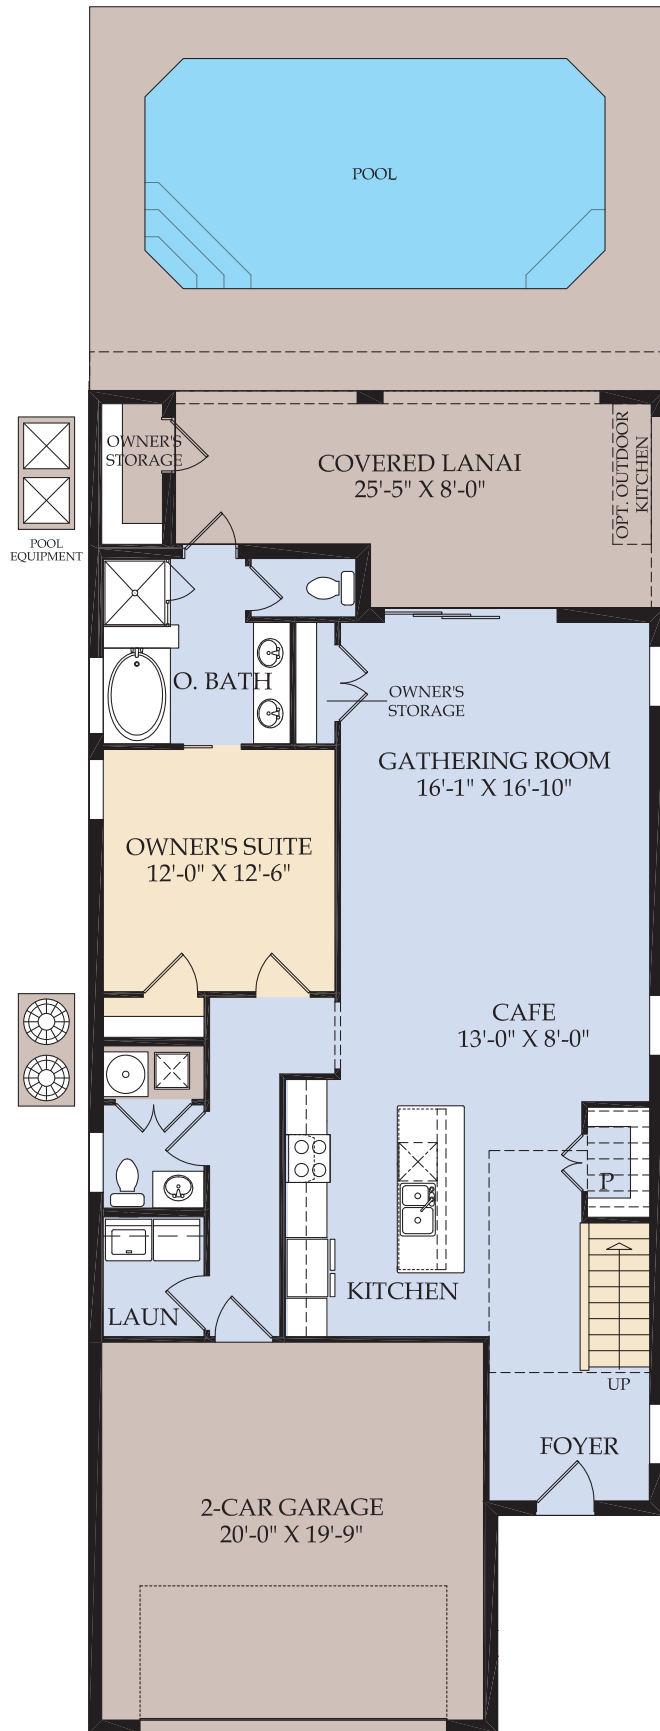 POOL
OWNER'S
STORAGE
COVERED LANAI
25'-5" X 8'-0"
OPT. OUTDOOR
KITCHEN
POOL
EQUIPMENT
O. BATH
OWNER'S
STORAGE
GATHERING ROOM
16'-1" X 16'-10"
OWNER'S SUITE
12'-0" X 12'-6"
CAFE
13'-0" X 8'-0"
P
KITCHEN
LAUN
UP
FOYER
2-CAR GARAGE
20'-0" X 19'-9"